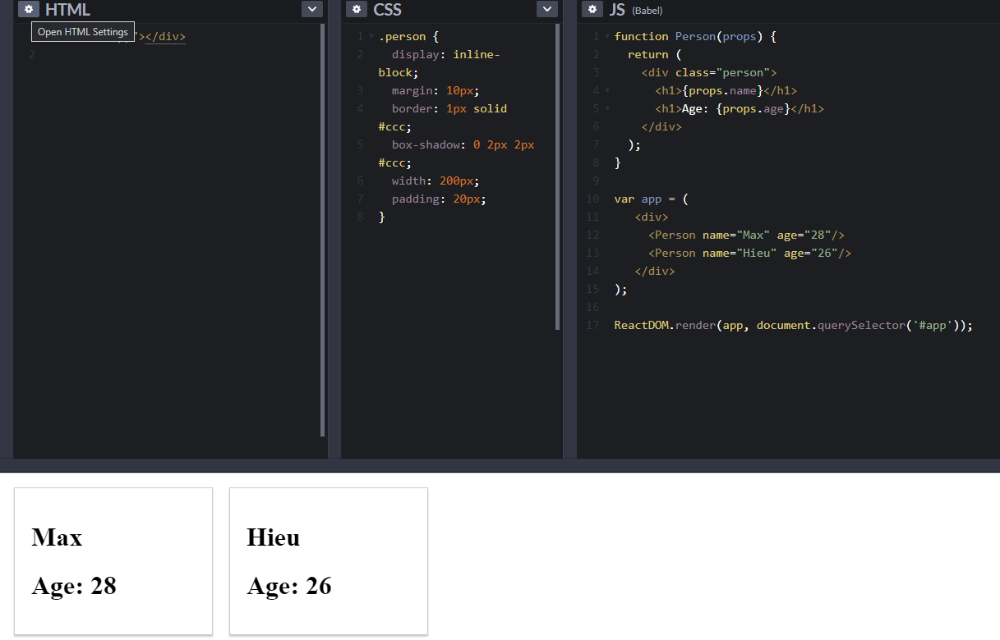 HTML
Open HTML Settings
"></div>
2
CSS
1 .person {
2 display: inline-
block;
3 margin: 10px;
4 border: 1px solid
#ccc;
5 box-shadow: 0 2px 2px
#ccc;
6 width: 200px;
7 padding: 20px;
8 }
JS (Babel)
1 function Person(props) {
2 return (
3 <div class="person">
4 <h1>{props.name}</h1>
5 <h1>Age: {props.age}</h1>
6 </div>
7 );
8 }
9
10 var app = (
11 <div>
12 <Person name="Max" age="28"/>
13 <Person name="Hieu" age="26"/>
14 </div>
15 );
16
17 ReactDOM.render(app, document.querySelector('#app'));
Max
Age: 28
Hieu
Age: 26